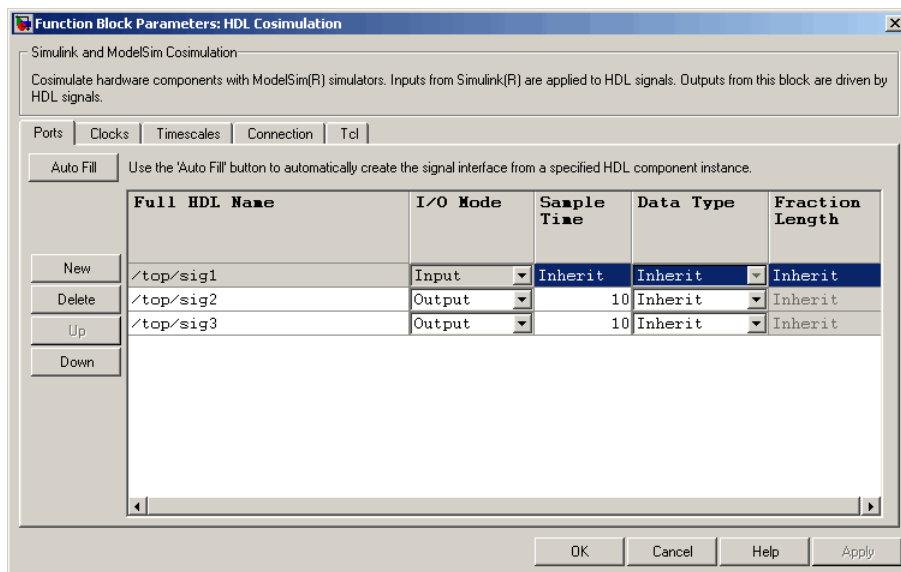 Function Block Parameters: HDL Cosimulation
Simulink and ModelSim Cosimulation
Cosimulate hardware components with ModelSim(R) simulators. Inputs from Simulink(R) are applied to HDL signals. Outputs from this block are driven by
HDL signals.
Ports Clocks Timescales Connection Tcl
Auto Fill Use the 'Auto Fill' button to automatically create the signal interface from a specified HDL component instance.
Full HDL Name I/O Mode Sample Time Data Type Fraction Length
New
/top/sig1 Input Inherit Inherit Inherit
Delete
/top/sig2 Output 10 Inherit Inherit
Up
/top/sig3 Output 10 Inherit Inherit
Down
OK Cancel Help Apply